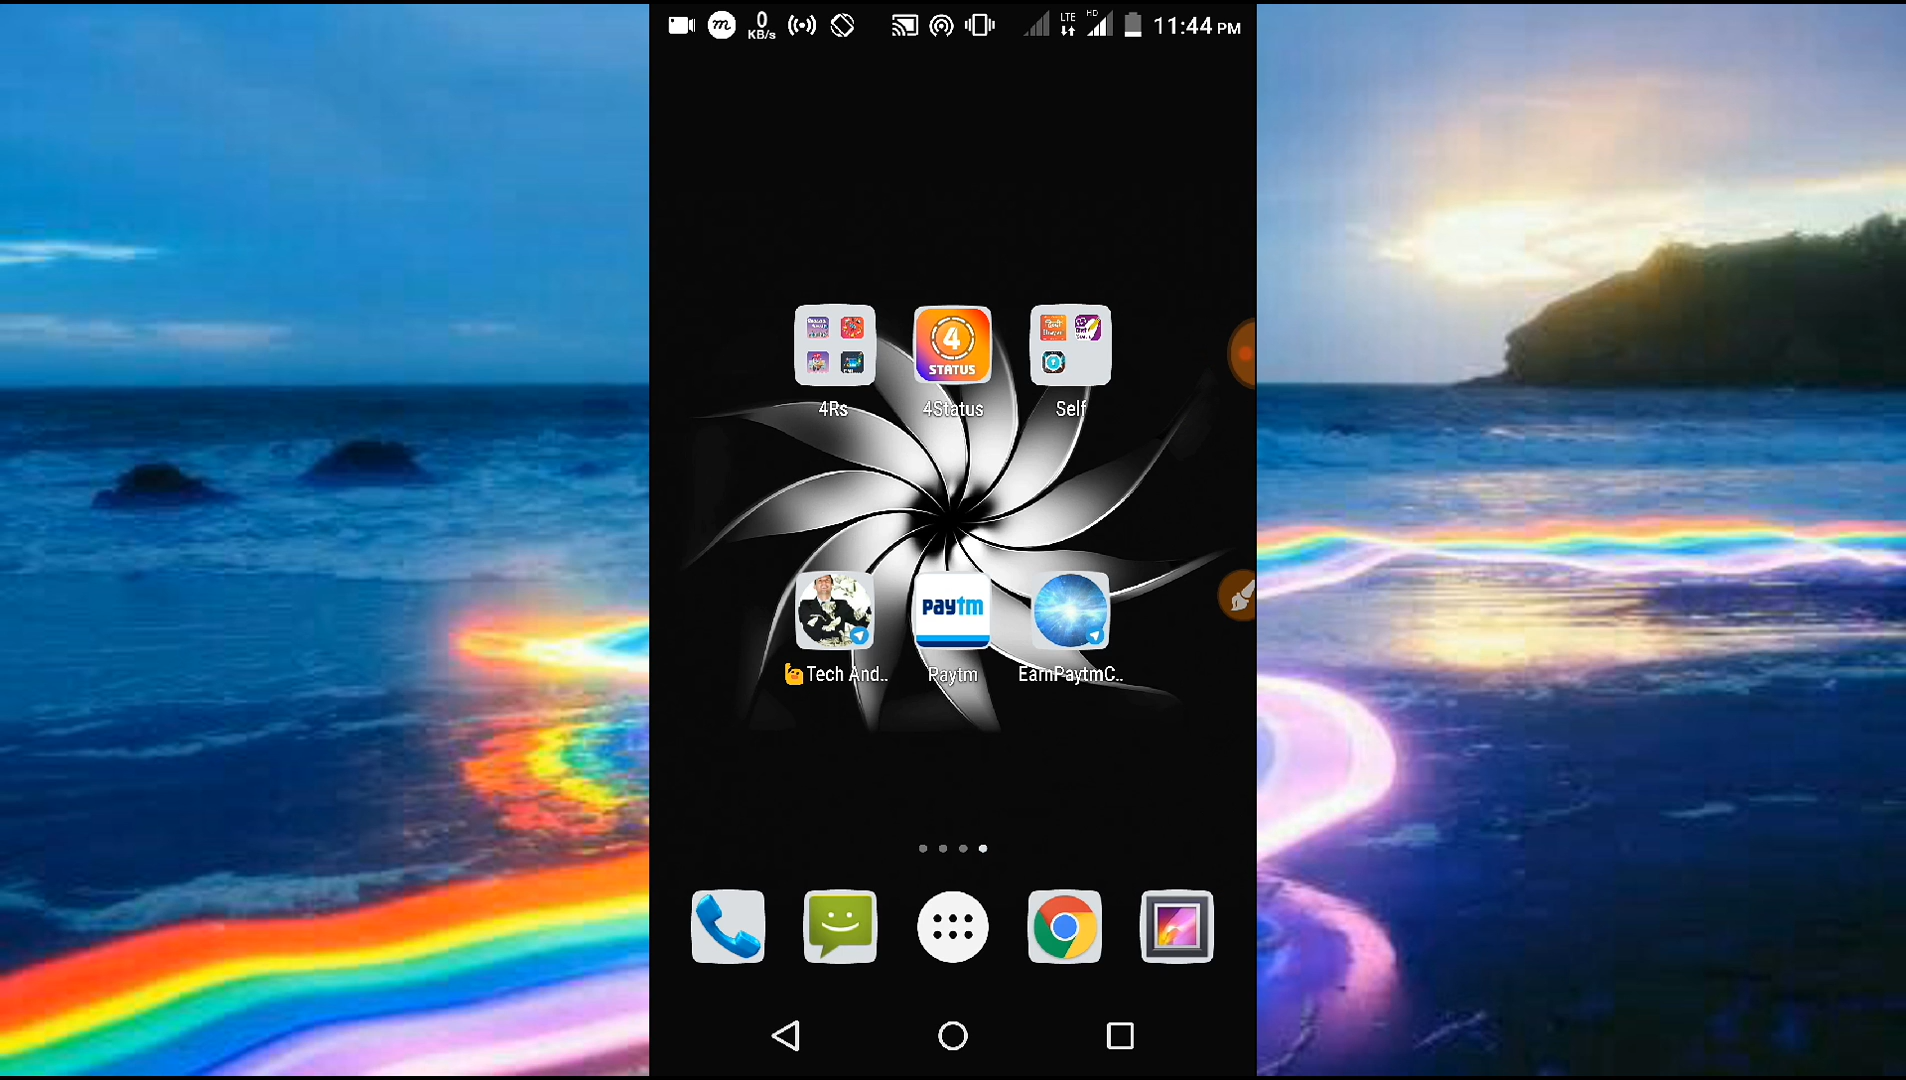 0
KB/s
LTE
HD
11:44 PM
4
STATUS
4Rs
4Status
Self
paytm
Tech And..
Paytm
EarnPaytmC..